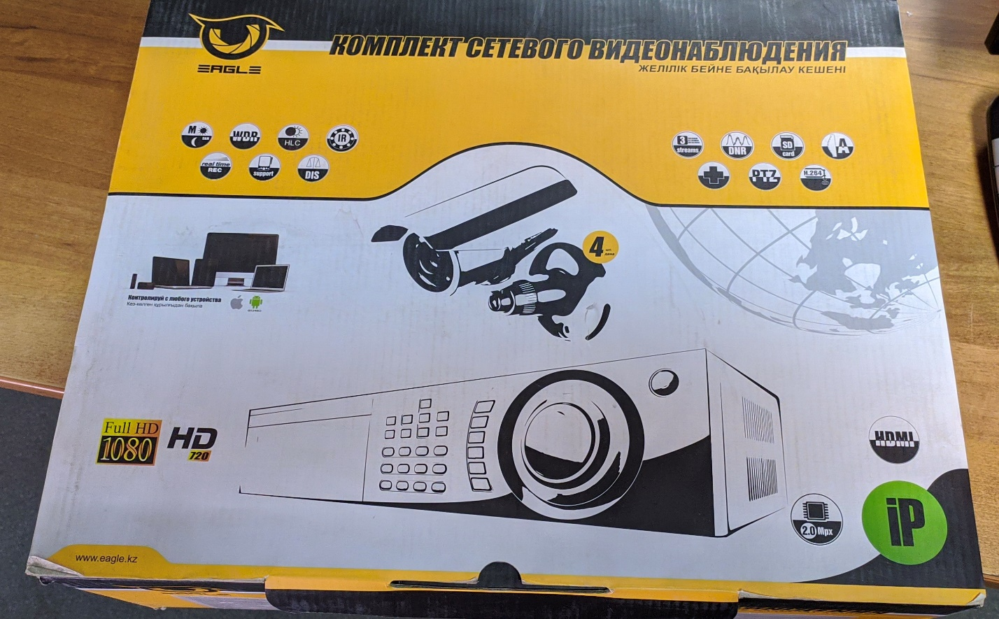 EAGLE
КОМПЛЕКТ СЕТЕВОГО ВИДЕОНАБЛЮДЕНИЯ
ЖЕЛІЛІК БЕЙНЕ БАҚЫЛАУ КЕШЕНІ
M
WDR
HLC
IR
real time
REC
support
DIS
3
streams
DNR
SD
card
A
PTZ
H.264
4
шт.
дана
Контролируй с любого устройства
Кез-келген құрылғыдан бақыла
Full HD
1080
HD
720
HDMI
2.0 Mpx
iP
www.eagle.kz